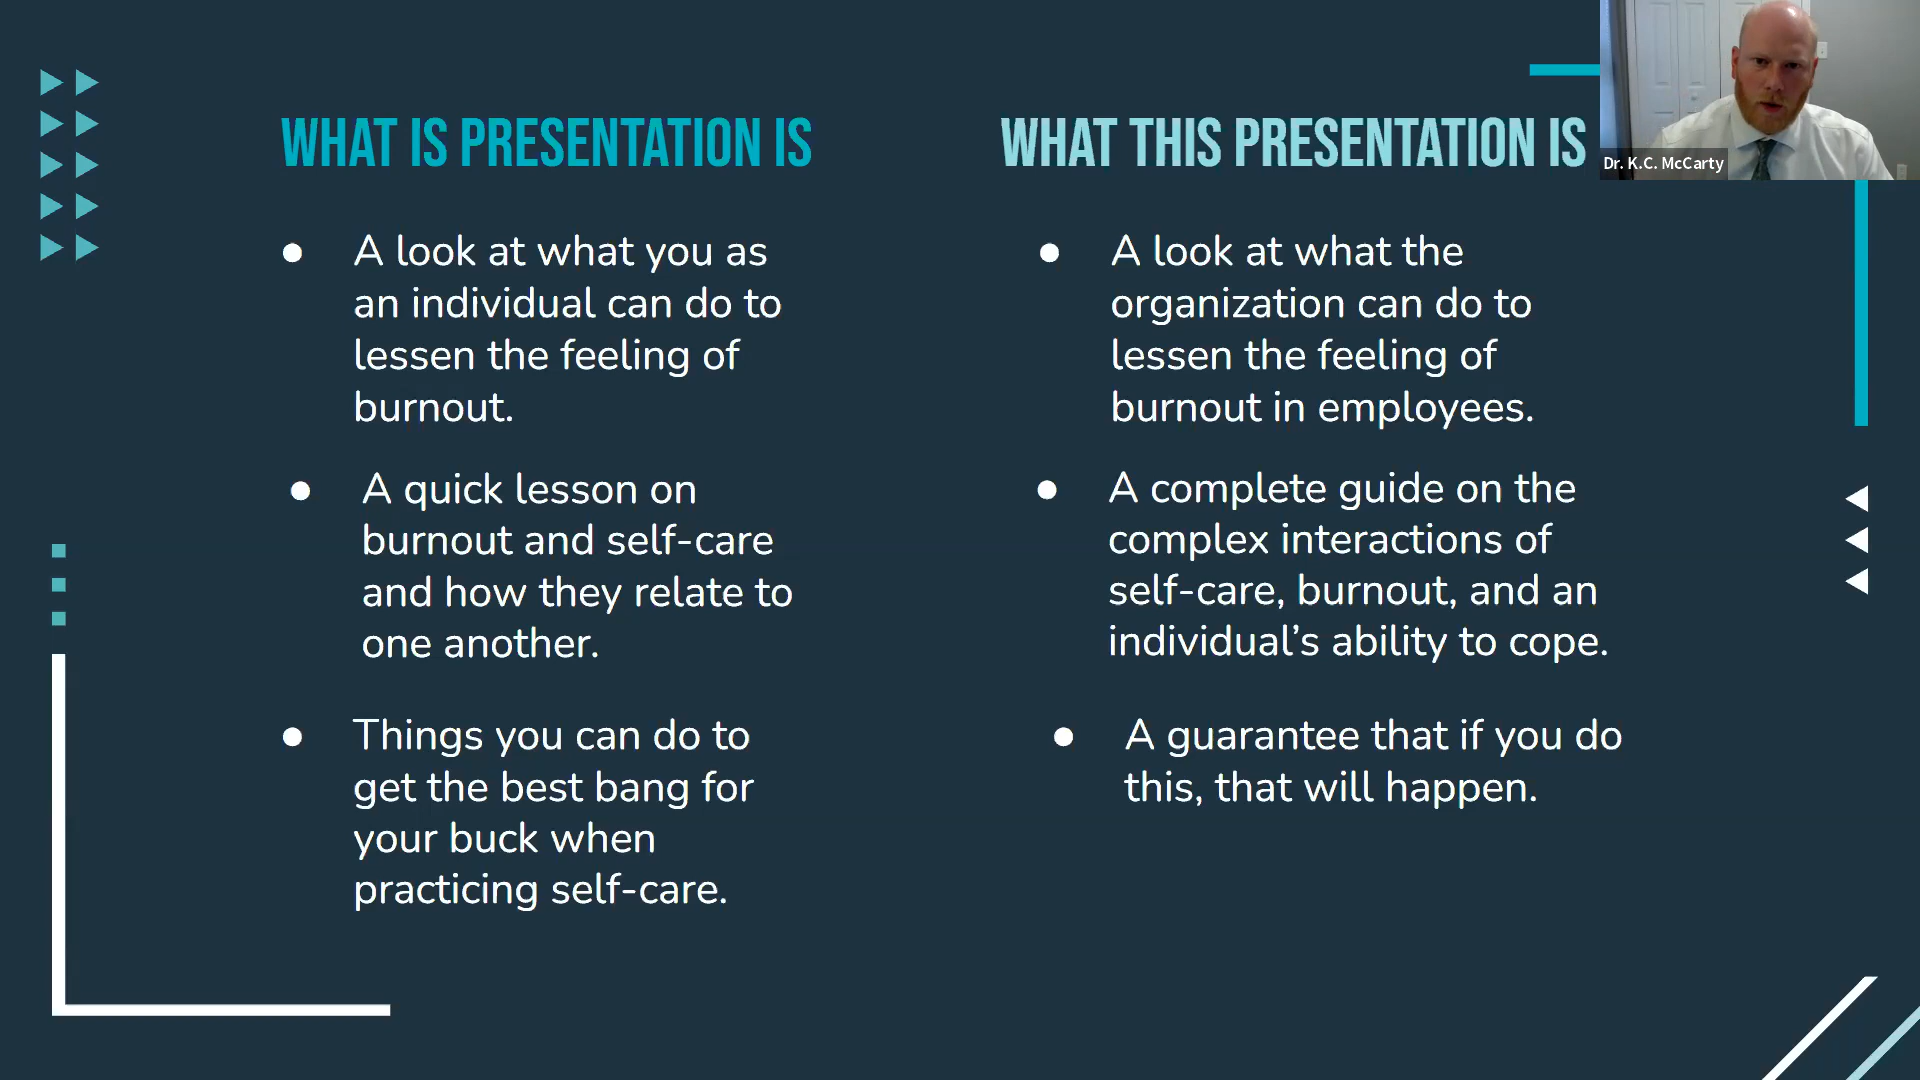 WHAT IS PRESENTATION IS
A look at what you as
an individual can do to
lessen the feeling of
burnout.
A quick lesson on
burnout and self-care
and how they relate to
one another.
Things you can do to
get the best bang for
your buck when
practicing self-care.
WHAT THIS PRESENTATION IS
A look at what the
organization can do to
lessen the feeling of
burnout in employees.
A complete guide on the
complex interactions of
self-care, burnout, and an
individual’s ability to cope.
A guarantee that if you do
this, that will happen.
Dr. K.C. McCarty